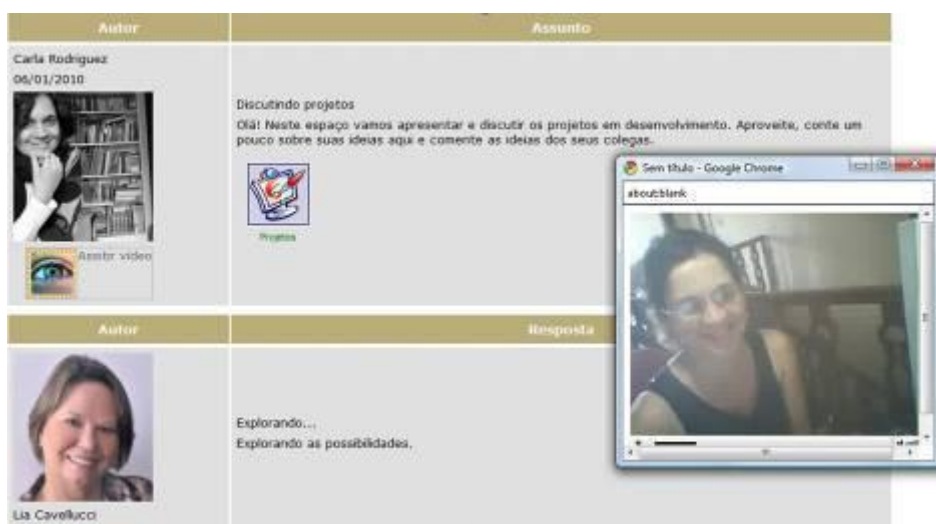 Autor
Assunto
Carla Rodriguez
06/01/2010
Discutindo projetos
Olá! Neste espaço vamos apresentar e discutir os projetos em desenvolvimento. Aproveite, conte um
pouco sobre suas ideias aqui e comente as ideias dos seus colegas.
Projetos
Assistir vídeo
Sem título - Google Chrome
about:blank
Autor
Resposta
Explorando...
Explorando as possibilidades.
Lia Cavellucci